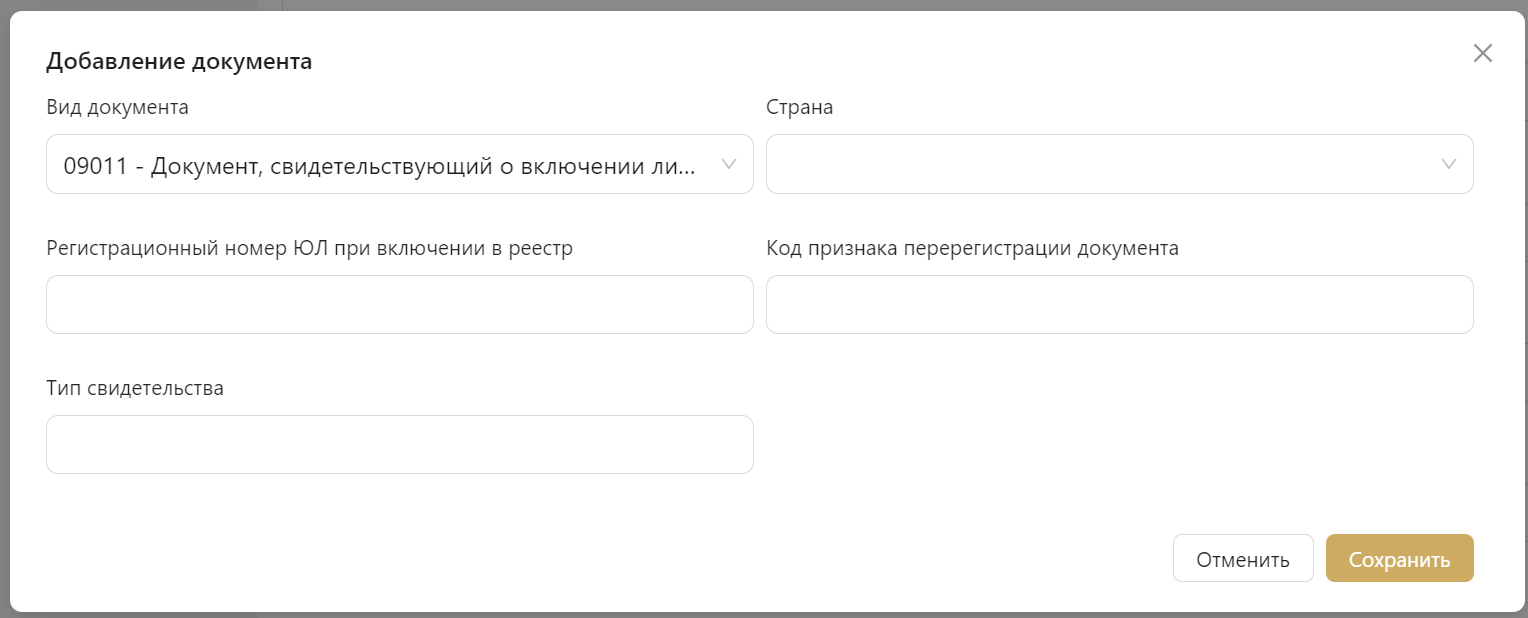 Добавление документа
Вид документа
Страна
09011 - Документ, свидетельствующий о включении ли...
Регистрационный номер ЮЛ при включении в реестр
Код признака перерегистрации документа
Тип свидетельства
Отменить
Сохранить